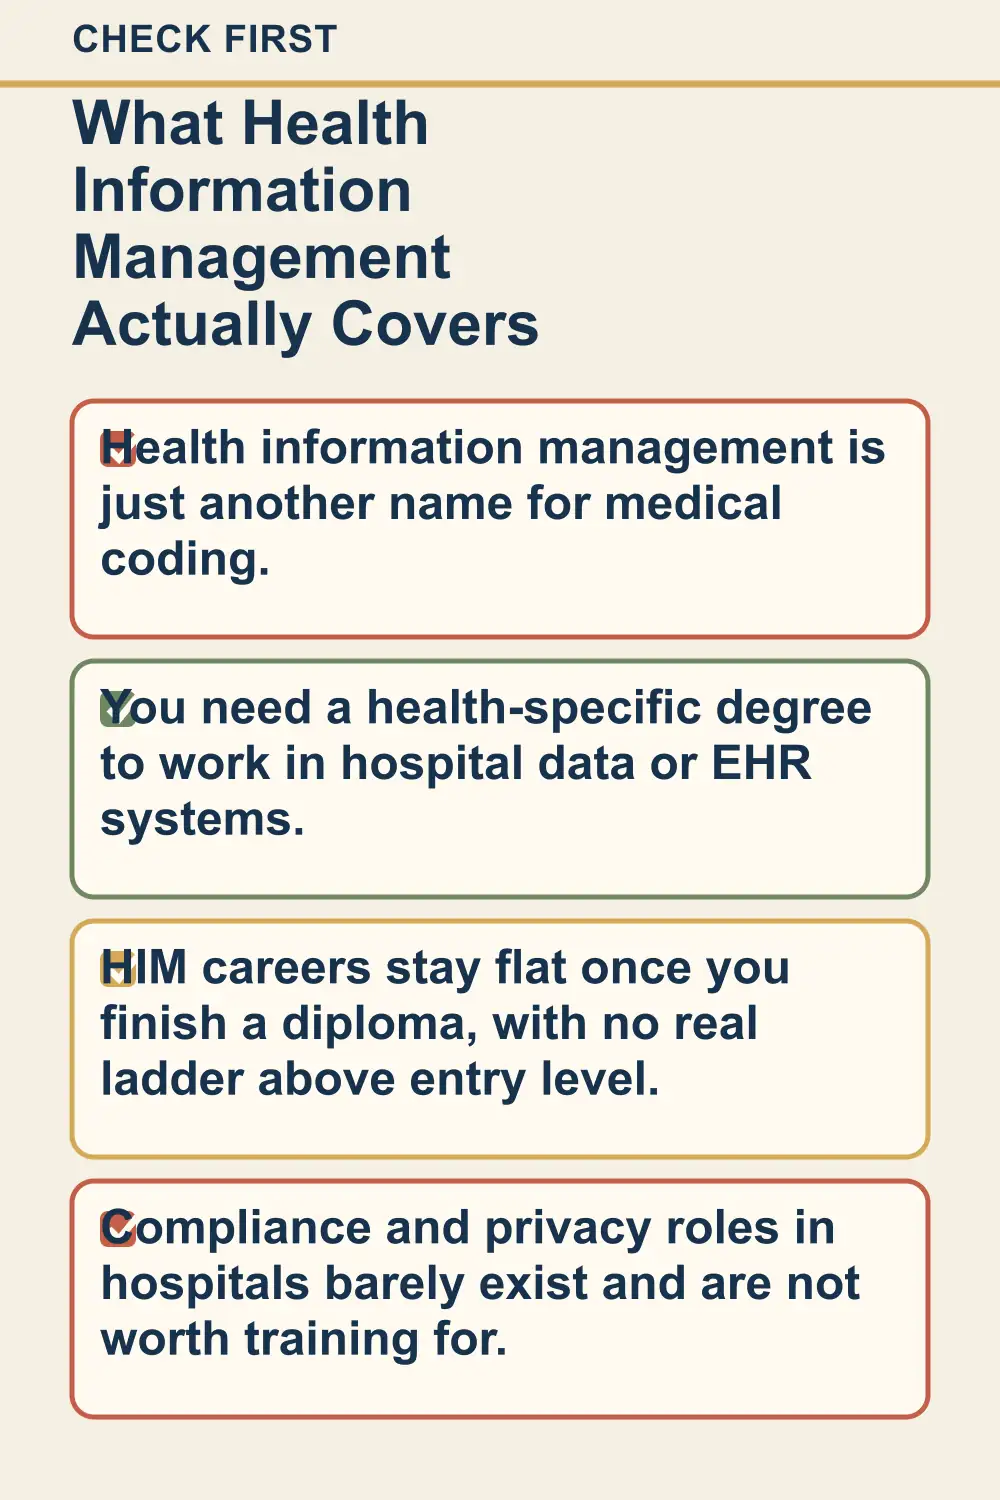 CHECK FIRST
What Health
Information
Management
Actually Covers
Health information management is
just another name for medical
coding.
You need a health-specific degree
to work in hospital data or EHR
systems.
HIM careers stay flat once you
finish a diploma, with no real
ladder above entry level.
Compliance and privacy roles in
hospitals barely exist and are not
worth training for.